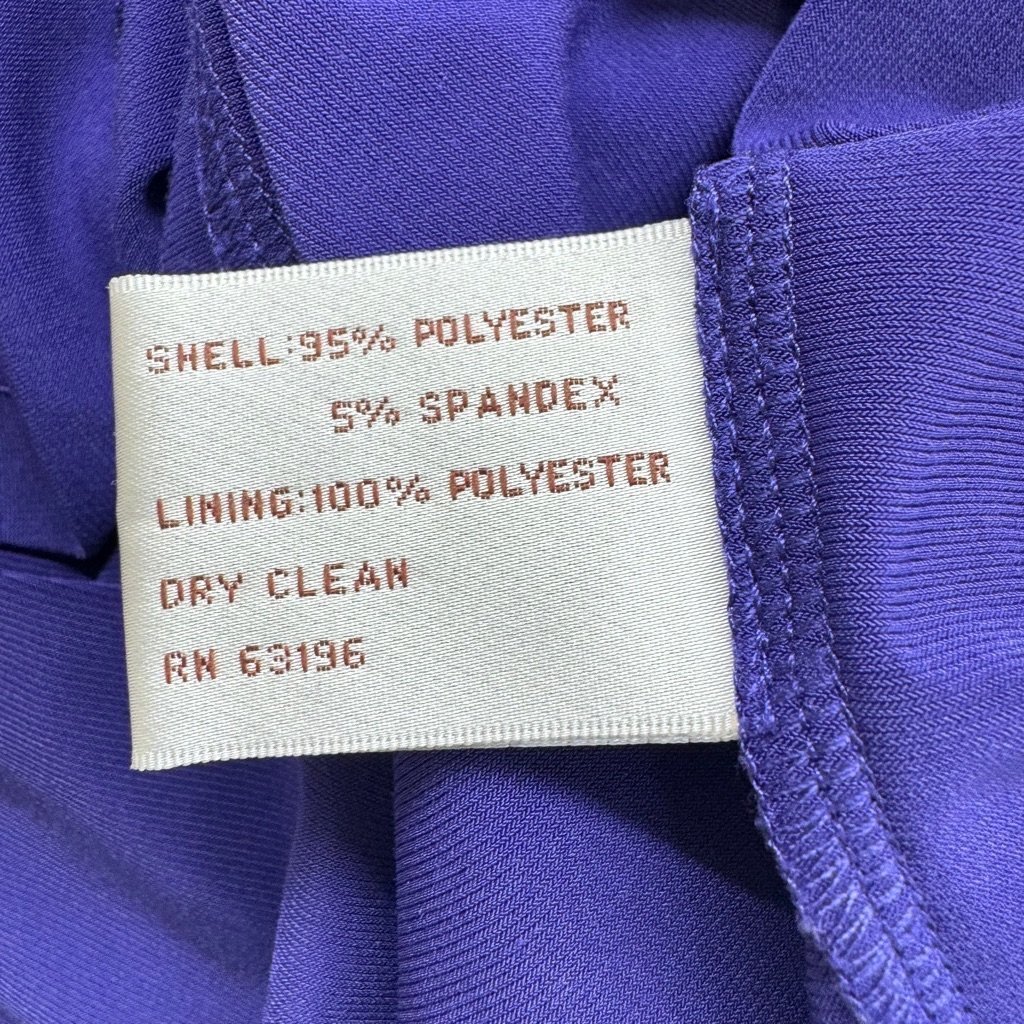 SHELL:95% POLYESTER
5% SPANDEX
LINING:100% POLYESTER
DRY CLEAN
RN 63196